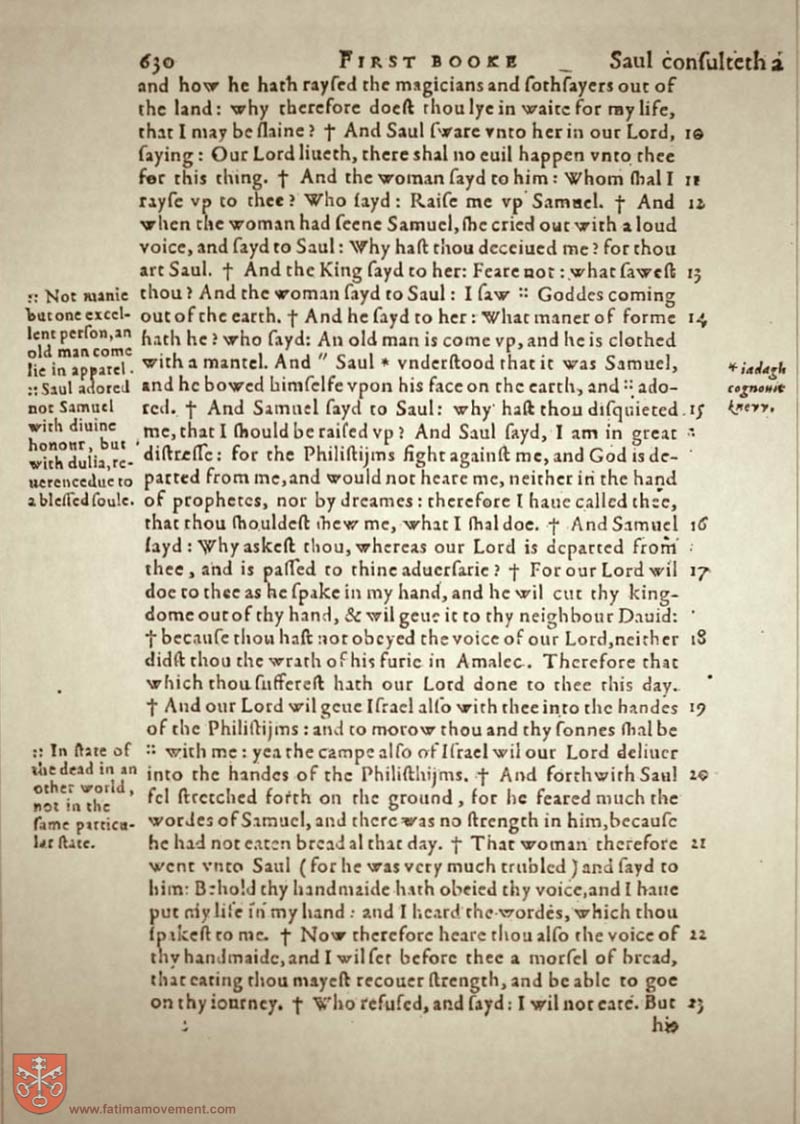 630 FIRST BOOKE Saul conſulteth a
and how he hath rayſed the magicians and ſothſayers out of
the land: why therefore doeſt thou lye in waite for my life,
that I may be ſlaine? † And Saul ſware vnto her in our Lord, 10
ſaying: Our Lord liueth, there shal no euil happen vnto thee
for this thing. † And the woman ſayd to him: Whom ſhal I 11
rayſe vp to thee? Who ſayd: Raiſe me vp Samuel. † And 12
when the woman had ſeene Samuel, ſhe cried out with a loud
voice, and ſayd to Saul: Why haſt thou deceiued me? for thou
art Saul. † And the King ſayd to her: Feare not: what ſaweſt 13
thou? And the woman ſayd to Saul: I ſaw :: Goddes coming
out of the earth. † And he ſayd to her: What maner of forme 14
hath he? who ſayd: An old man is come vp, and he is clothed
with a mantel. And " Saul * vnderſtood that it was Samuel,
and he bowed himſelfe vpon his face on the earth, and :: ado-
red. † And Samuel ſayd to Saul: why haſt thou diſquieted 15
me, that I ſhould be raiſed vp? And Saul ſayd, I am in great
diſtreſſe: for the Philiſtijms fight againſt me, and God is de-
parted from me, and would not heare me, neither in the hand
of prophetes, nor by dreames: therefore I haue called thee,
that thou ſhouldeſt shew me, what I ſhal doe. † And Samuel 16
ſayd: Why askeſt thou, whereas our Lord is departed from
thee, and is paſſed to thine aduerſarie? † For our Lord wil 17
doe to thee as he ſpake in my hand, and he wil cut thy king-
dome out of thy hand, & wil geue it to thy neighbour Dauid:
† becauſe thou haſt not obeyed the voice of our Lord, neither 18
didſt thou the wrath of his furie in Amalec. Therefore that
which thou ſuffereſt hath our Lord done to thee this day.
† And our Lord wil geue Iſrael alſo with thee into the handes 19
of the Philiſtijms: and to morow thou and thy ſonnes ſhal be
:: with me: yea the campe alſo of Iſrael wil our Lord deliuer
into the handes of the Philiſthijms. † And forthwith Saul 20
fel ſtretched forth on the ground, for he feared much the
wordes of Samuel, and there was no ſtrength in him, becauſe
he had not eaten bread al that day. † That woman therefore 21
went vnto Saul (for he was very much trubled) and ſayd to
him: Behold thy handmaide hath obeied thy voice, and I haue
put my life in my hand: and I heard the wordes, which thou
ſpakeſt to me. † Now therefore heare thou alſo the voice of 22
thy handmaide, and I wil ſet before thee a morſel of bread,
that eating thou mayeſt recouer ſtrength, and be able to goe
on thy iourney. † Who refuſed, and ſayd: I wil not eate. But 23
his
:: Not manie
but one excel-
lent perſon, an
old man come
lie in apparel.
:: Saul adored
not Samuel
with diuine
honour, but
with dulia, re-
uerence due to
a bleſſed ſoule.
* iadagh
cognouit
knevv.
:: In ſtate of
the dead in an
other world,
not in the
ſame particu-
lar ſtate.
www.fatimamovement.com